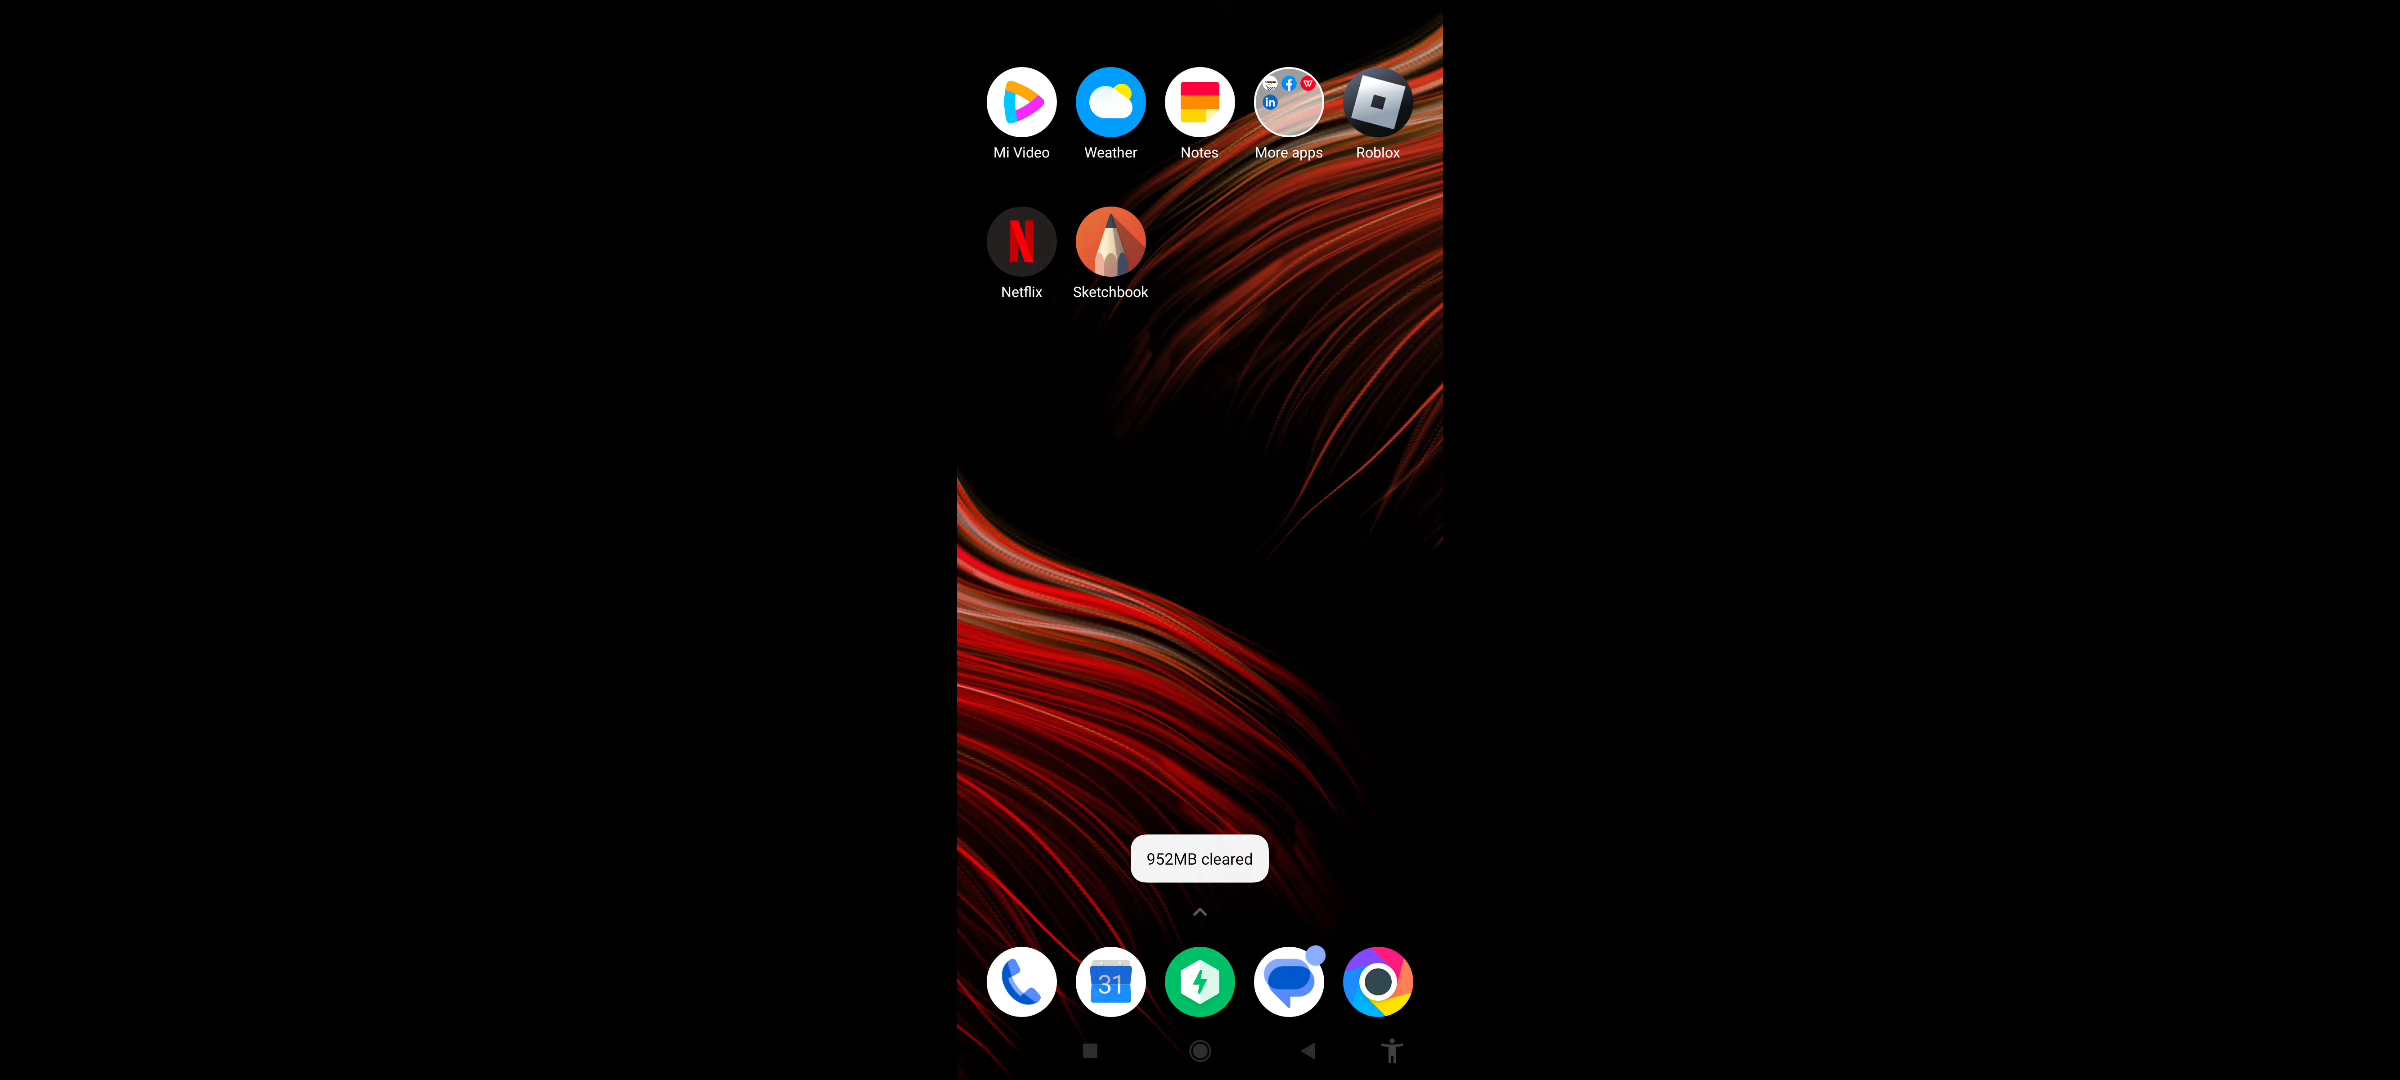 Mi Video
Weather
Notes
More apps
Roblox
Netflix
Sketchbook
952MB cleared
31